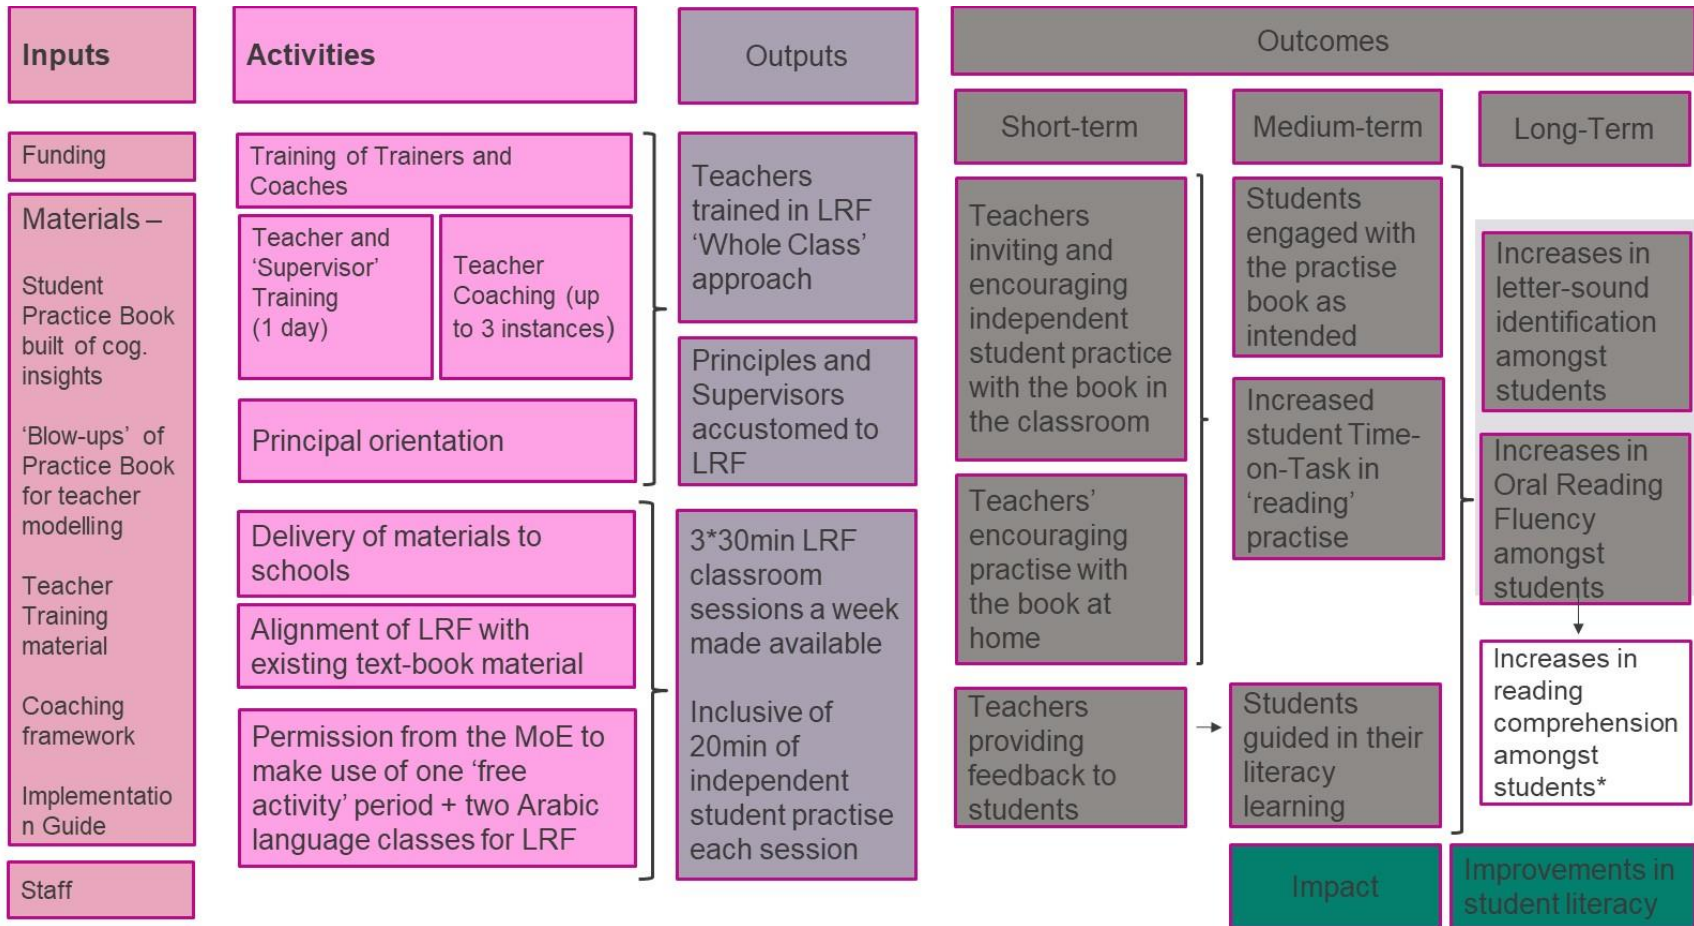 Inputs
Activities
Outputs
Outcomes
Short-term
Medium-term
Long-Term
Funding
Materials –
Student
Practice Book
built of cog.
insights
‘Blow-ups’ of
Practice Book
for teacher
modelling
Teacher
Training
material
Coaching
framework
Implementatio
n Guide
Staff
Training of Trainers and
Coaches
Teacher and
‘Supervisor’
Training
(1 day)
Teacher
Coaching (up
to 3 instances)
Principal orientation
Delivery of materials to
schools
Alignment of LRF with
existing text-book material
Permission from the MoE to
make use of one ‘free
activity’ period + two Arabic
language classes for LRF
Teachers
trained in LRF
‘Whole Class’
approach
Principles and
Supervisors
accustomed to
LRF
3*30min LRF
classroom
sessions a week
made available
Inclusive of
20min of
independent
student practise
each session
Teachers
inviting and
encouraging
independent
student practice
with the book in
the classroom
Teachers’
encouraging
practise with
the book at
home
Teachers
providing
feedback to
students
Students
engaged with
the practise
book as
intended
Increased
student Time-
on-Task in
‘reading’
practise
Students
guided in their
literacy
learning
Increases in
letter-sound
identification
amongst
students
Increases in
Oral Reading
Fluency
amongst
students
Increases in
reading
comprehension
amongst
students*
Impact
Improvements in
student literacy